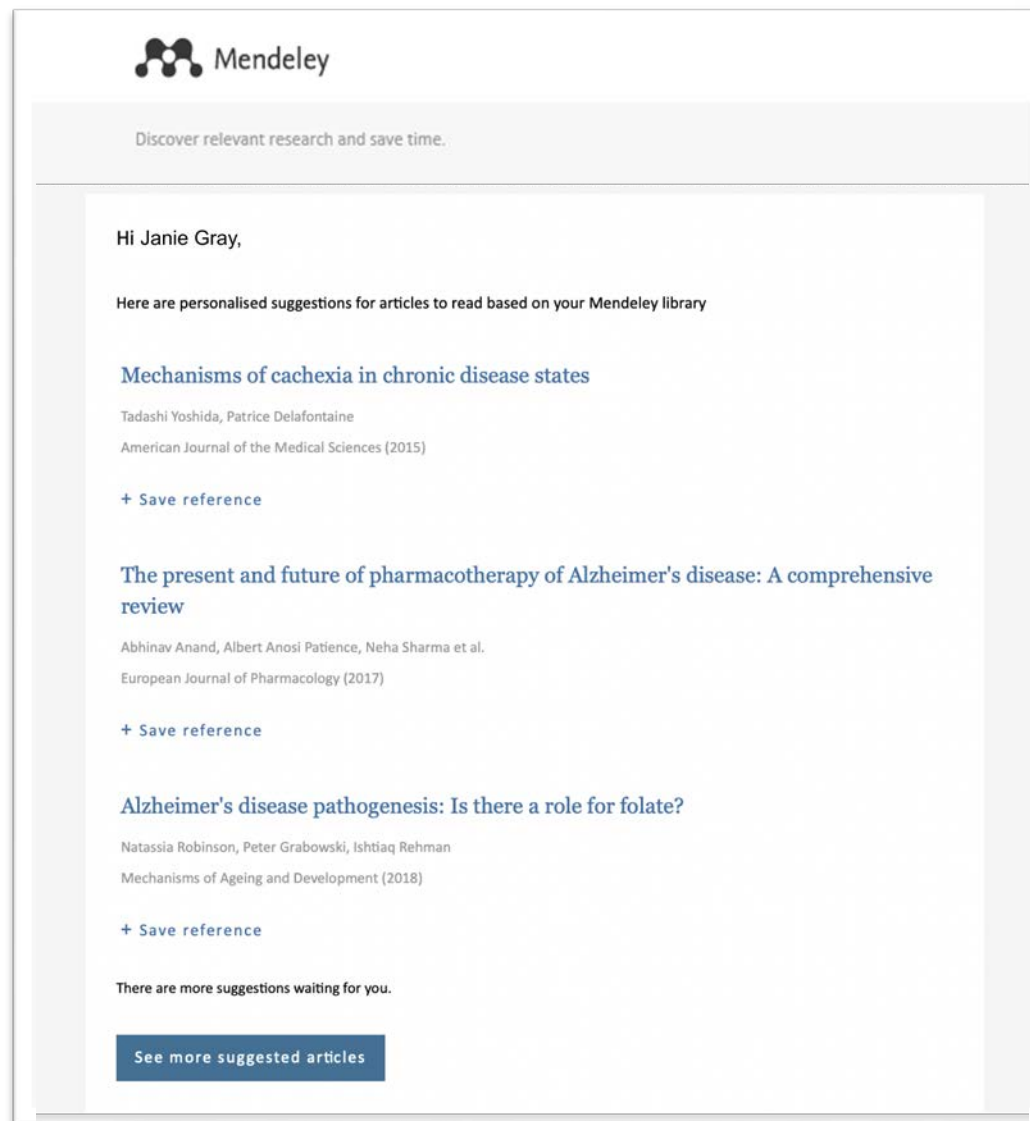 Mendeley
Discover relevant research and save time.
Hi Janie Gray,
Here are personalised suggestions for articles to read based on your Mendeley library
Mechanisms of cachexia in chronic disease states
Tadashi Yoshida, Patrice Delafontaine
American Journal of the Medical Sciences (2015)
+ Save reference
The present and future of pharmacotherapy of Alzheimer's disease: A comprehensive
review
Abhinav Anand, Albert Anosi Patience, Neha Sharma et al.
European Journal of Pharmacology (2017)
+ Save reference
Alzheimer's disease pathogenesis: Is there a role for folate?
Natassia Robinson, Peter Grabowski, Ishtiaq Rehman
Mechanisms of Ageing and Development (2018)
+ Save reference
There are more suggestions waiting for you.
See more suggested articles